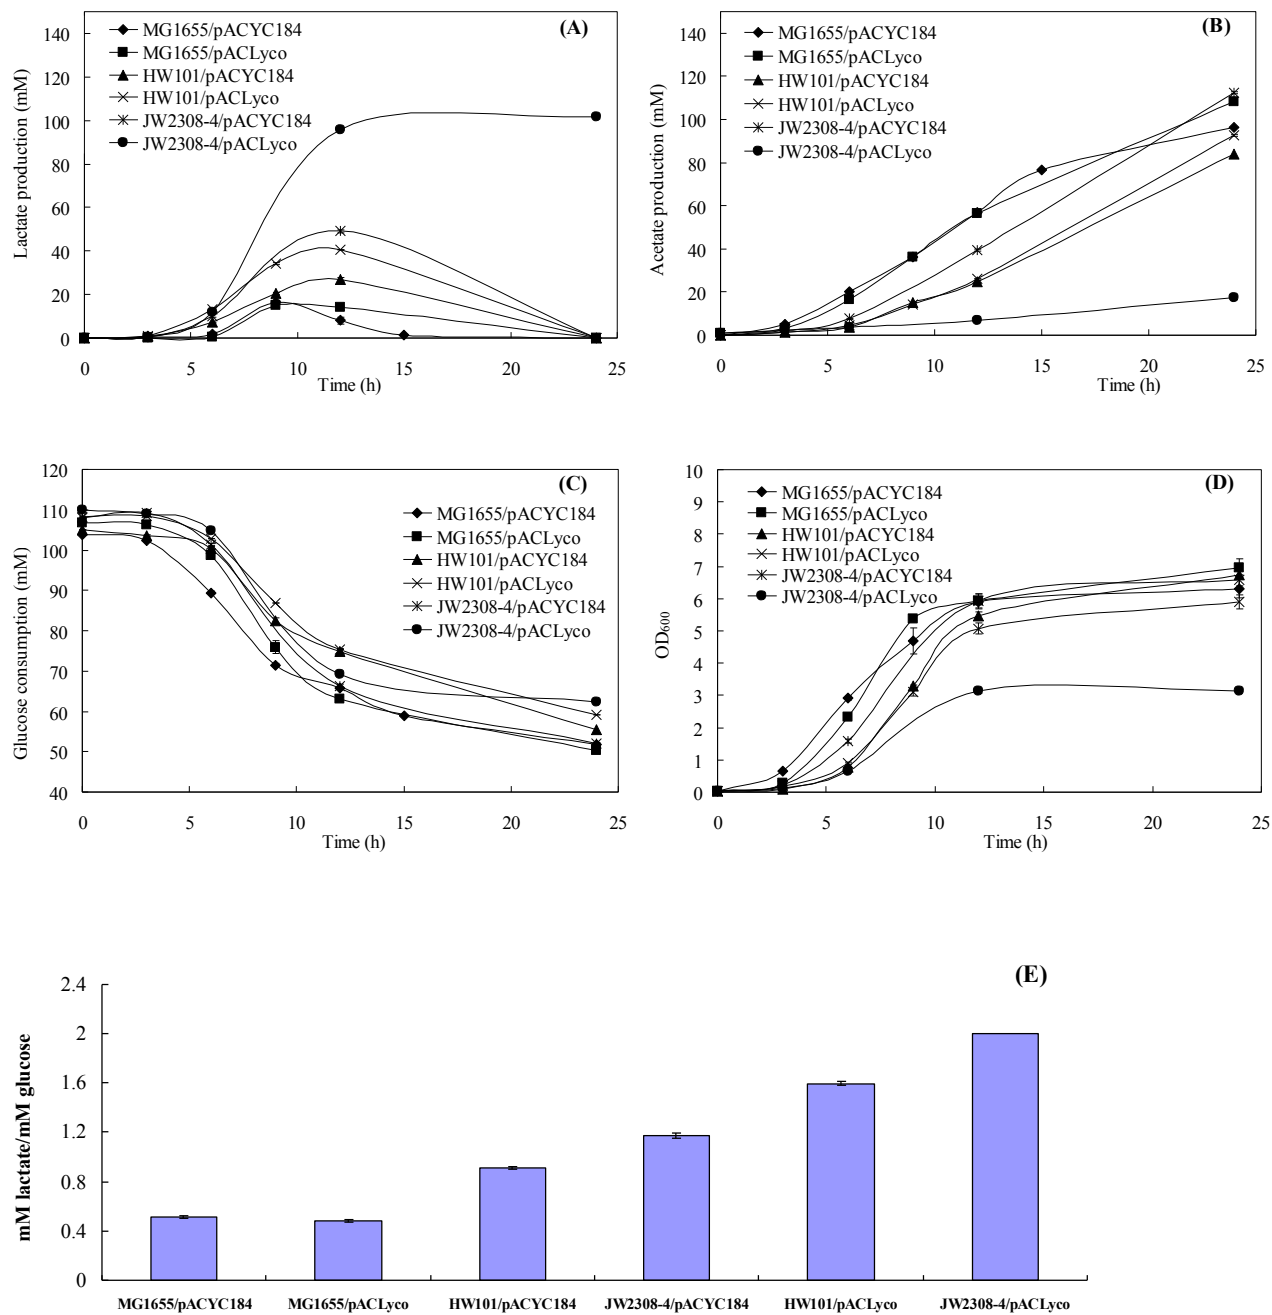 (A)
MG1655/pACYC184
MG1655/pACLyco
HW101/pACYC184
HW101/pACLyco
JW2308-4/pACYC184
JW2308-4/pACLyco
Lactate production (mM)
140
120
100
80
60
40
20
0
0 5 10 15 20 25
Time (h)
(B)
MG1655/pACYC184
MG1655/pACLyco
HW101/pACYC184
HW101/pACLyco
JW2308-4/pACYC184
JW2308-4/pACLyco
Acetate production (mM)
140
120
100
80
60
40
20
0
0 5 10 15 20 25
Time (h)
(C)
MG1655/pACYC184
MG1655/pACLyco
HW101/pACYC184
HW101/pACLyco
JW2308-4/pACYC184
JW2308-4/pACLyco
Glucose consumption (mM)
120
110
100
90
80
70
60
50
40
0 5 10 15 20 25
Time (h)
(D)
MG1655/pACYC184
MG1655/pACLyco
HW101/pACYC184
HW101/pACLyco
JW2308-4/pACYC184
JW2308-4/pACLyco
OD600
10
9
8
7
6
5
4
3
2
1
0
0 5 10 15 20 25
Time (h)
(E)
mM lactate/mM glucose
2.4
2
1.6
1.2
0.8
0.4
0
MG1655/pACYC184 MG1655/pACLyco HW101/pACYC184 JW2308-4/pACYC184 HW101/pACLyco JW2308-4/pACLyco